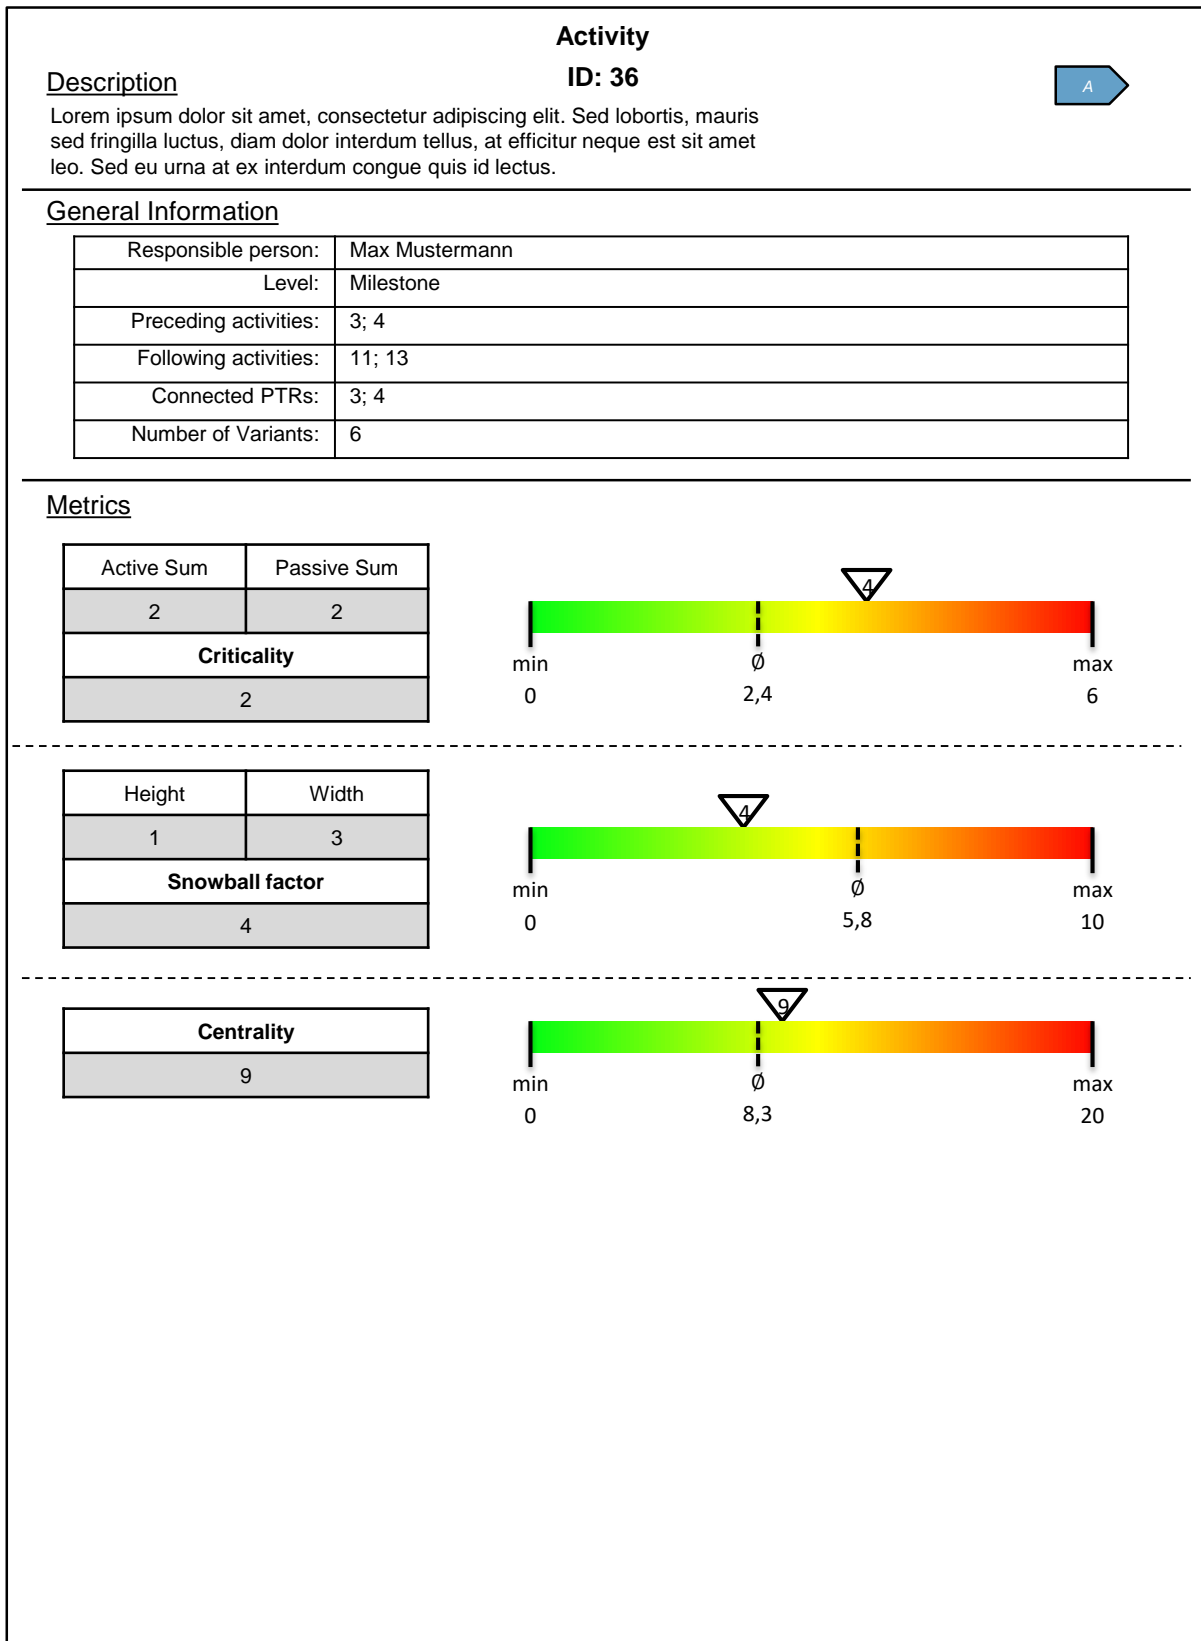 Activity
ID: 36
Description
A
Lorem ipsum dolor sit amet, consectetur adipiscing elit. Sed lobortis, mauris
sed fringilla luctus, diam dolor interdum tellus, at efficitur neque est sit amet
leo. Sed eu urna at ex interdum congue quis id lectus.
General Information
Responsible person: Max Mustermann
Level: Milestone
Preceding activities: 3; 4
Following activities: 11; 13
Connected PTRs: 3; 4
Number of Variants: 6
Metrics
Active Sum Passive Sum
2 2
Criticality
2
4
min Ø max
0 2,4 6
Height Width
1 3
Snowball factor
4
4
min Ø max
0 5,8 10
Centrality
9
9
min Ø max
0 8,3 20